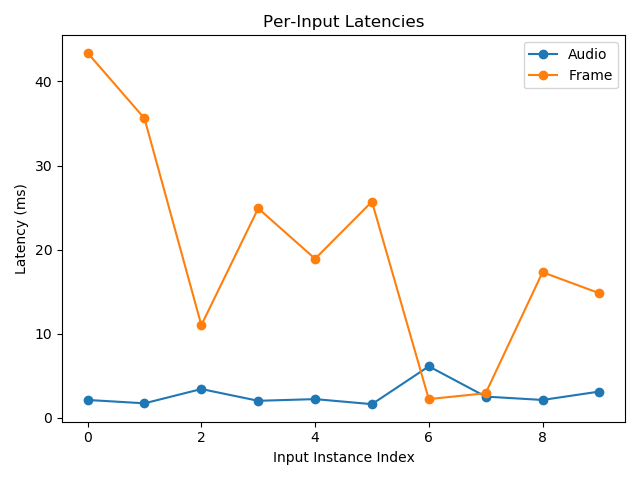 Per-Input Latencies
Audio
Frame
40
30
20
10
0
Latency (ms)
0 2 4 6 8
Input Instance Index